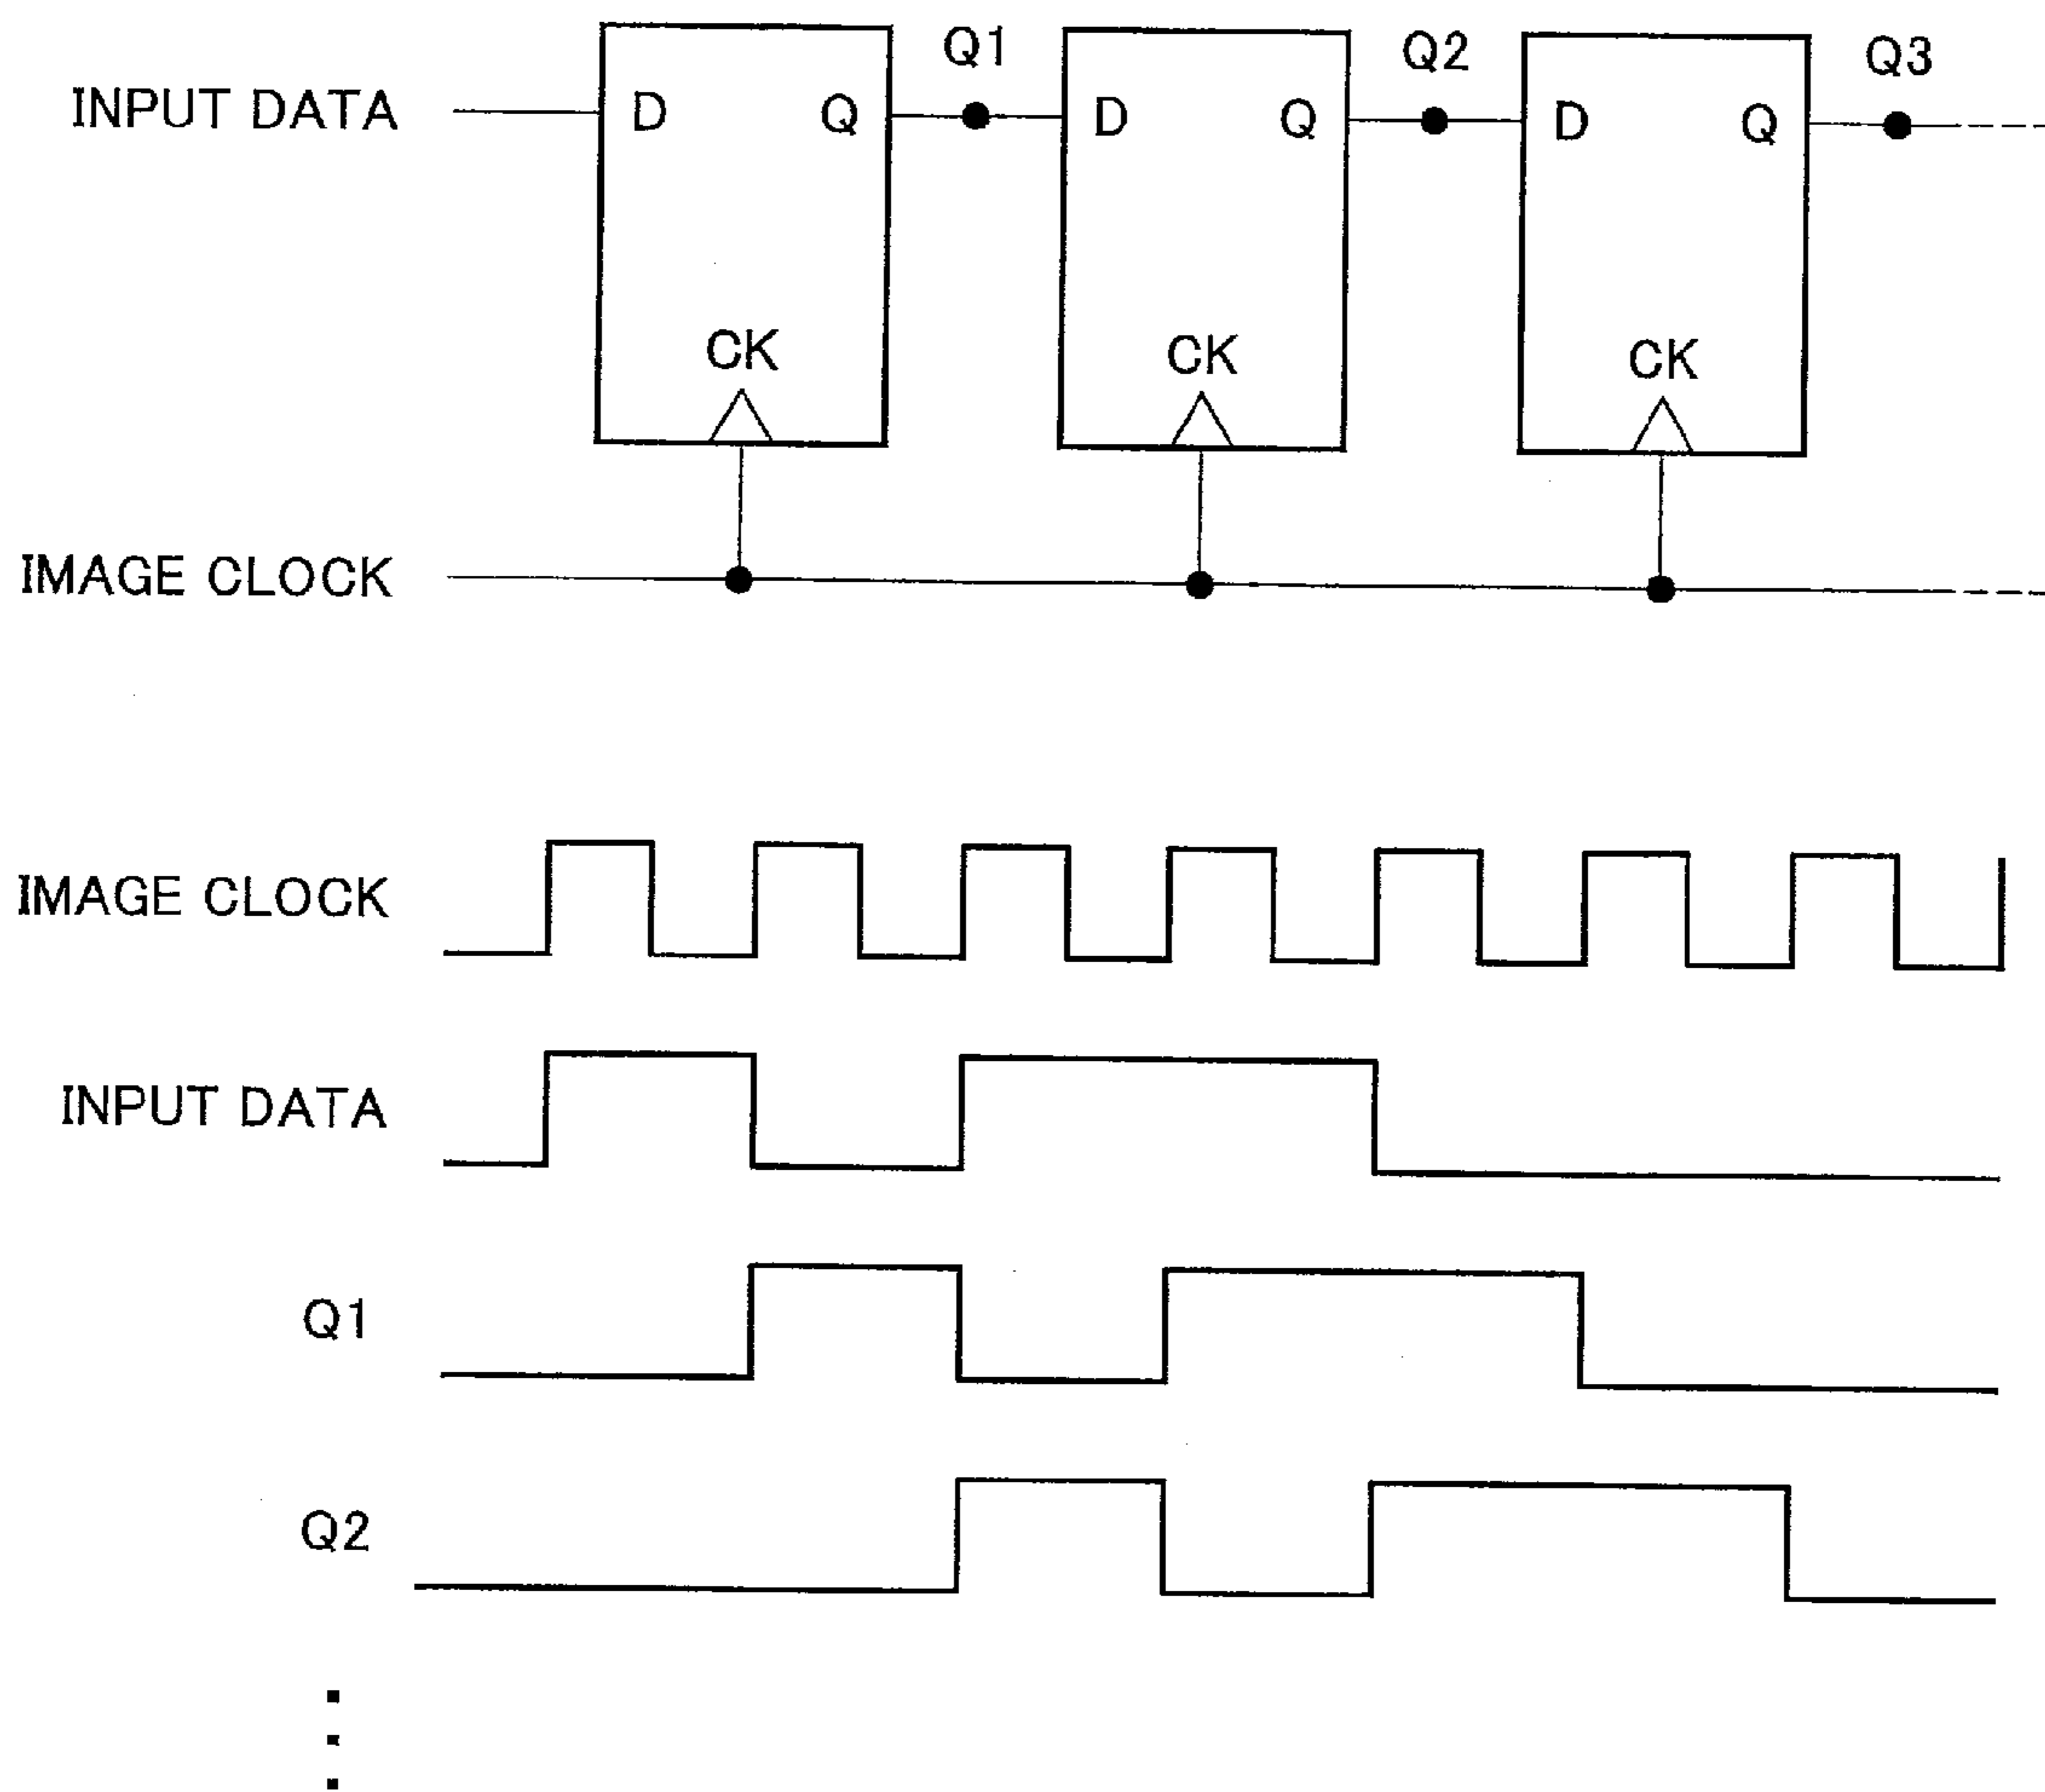 Q1 Q2 Q3
INPUT DATA D Q D Q D Q
CK CK CK
IMAGE CLOCK
IMAGE CLOCK
INPUT DATA
Q1
Q2